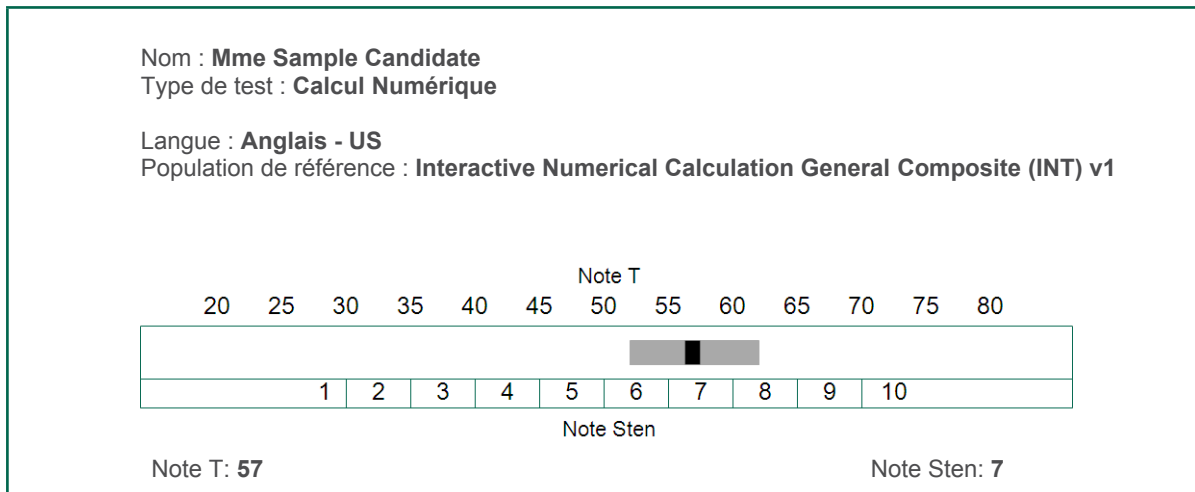 Nom : Mme Sample Candidate
Type de test : Calcul Numérique
Langue : Anglais - US
Population de référence : Interactive Numerical Calculation General Composite (INT) v1
Note T
20 25 30 35 40 45 50 55 60 65 70 75 80
1 2 3 4 5 6 7 8 9 10
Note Sten
Note T: 57 Note Sten: 7